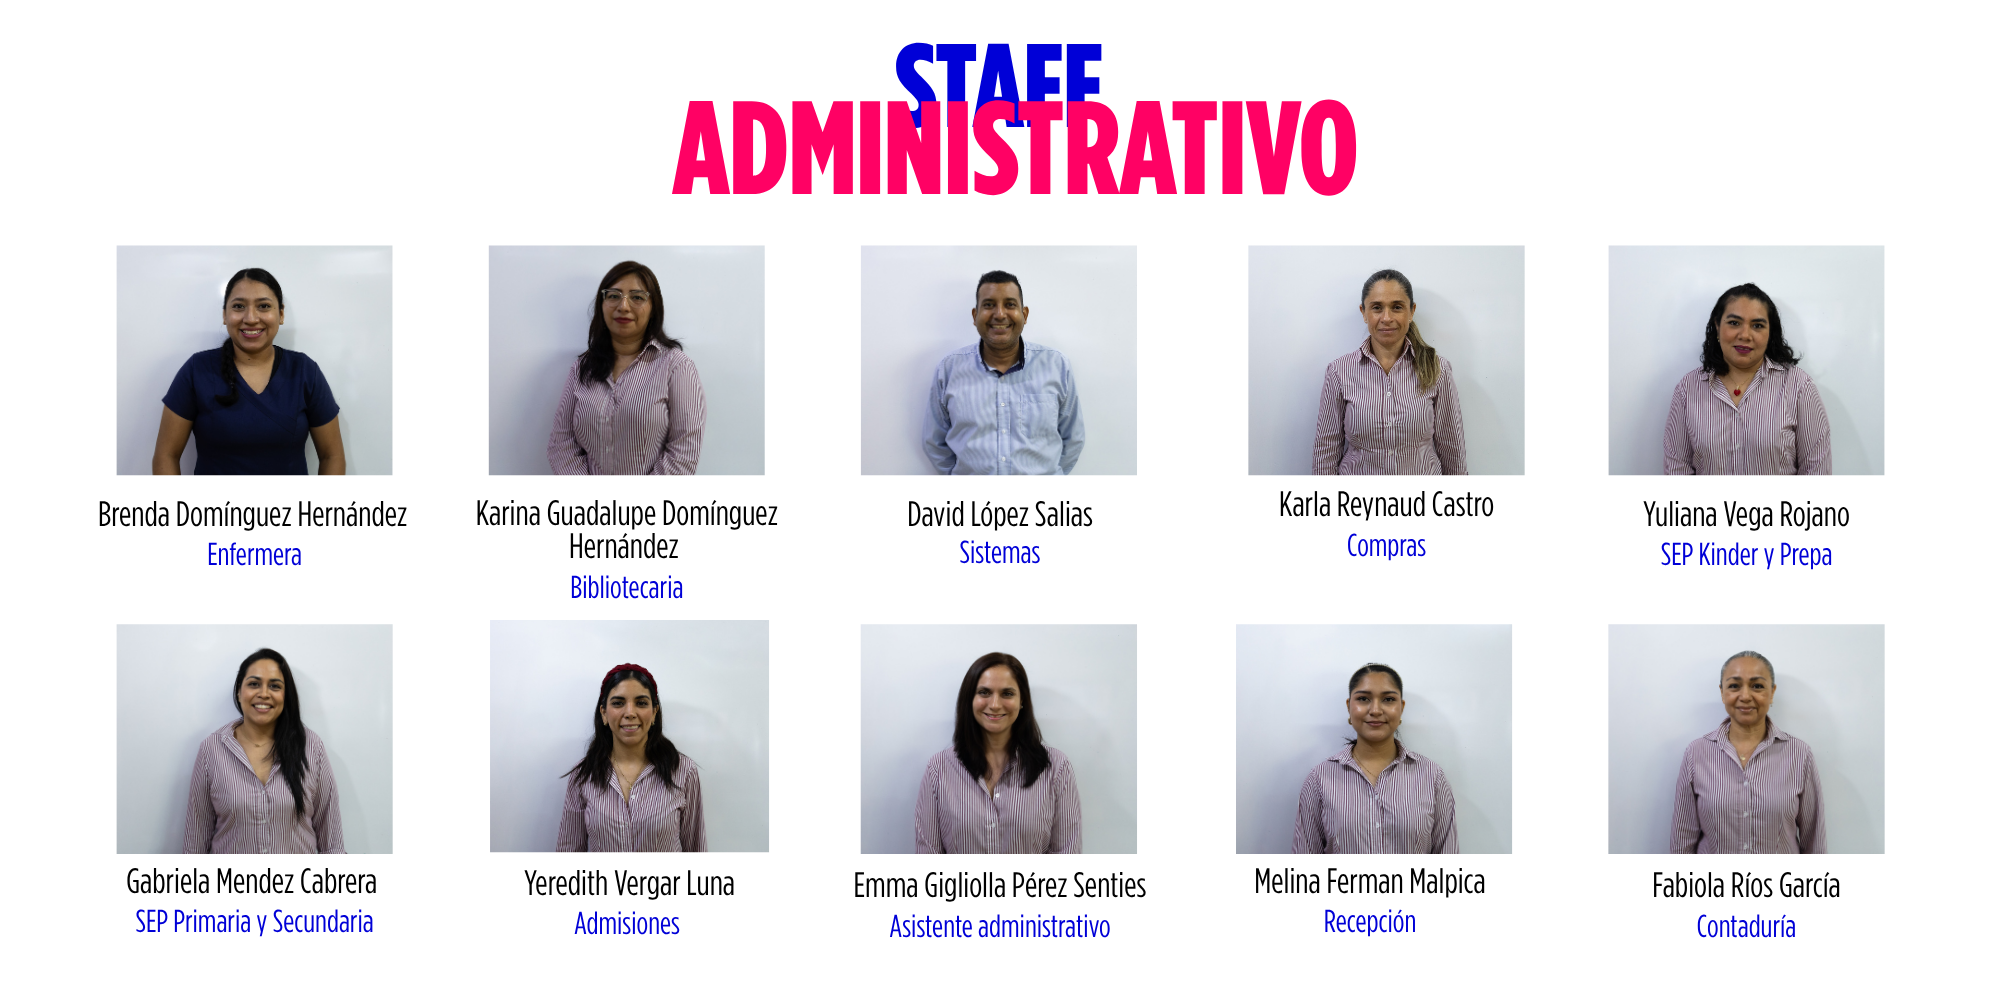 STAFF
ADMINISTRATIVO
Brenda Domínguez Hernández
Enfermera
Karina Guadalupe Domínguez
Hernández
Bibliotecaria
David López Salias
Sistemas
Karla Reynaud Castro
Compras
Yuliana Vega Rojano
SEP Kinder y Prepa
Gabriela Mendez Cabrera
SEP Primaria y Secundaria
Yeredith Vergar Luna
Admisiones
Emma Gigliolla Pérez Senties
Asistente administrativo
Melina Ferman Malpica
Recepción
Fabiola Ríos García
Contaduría